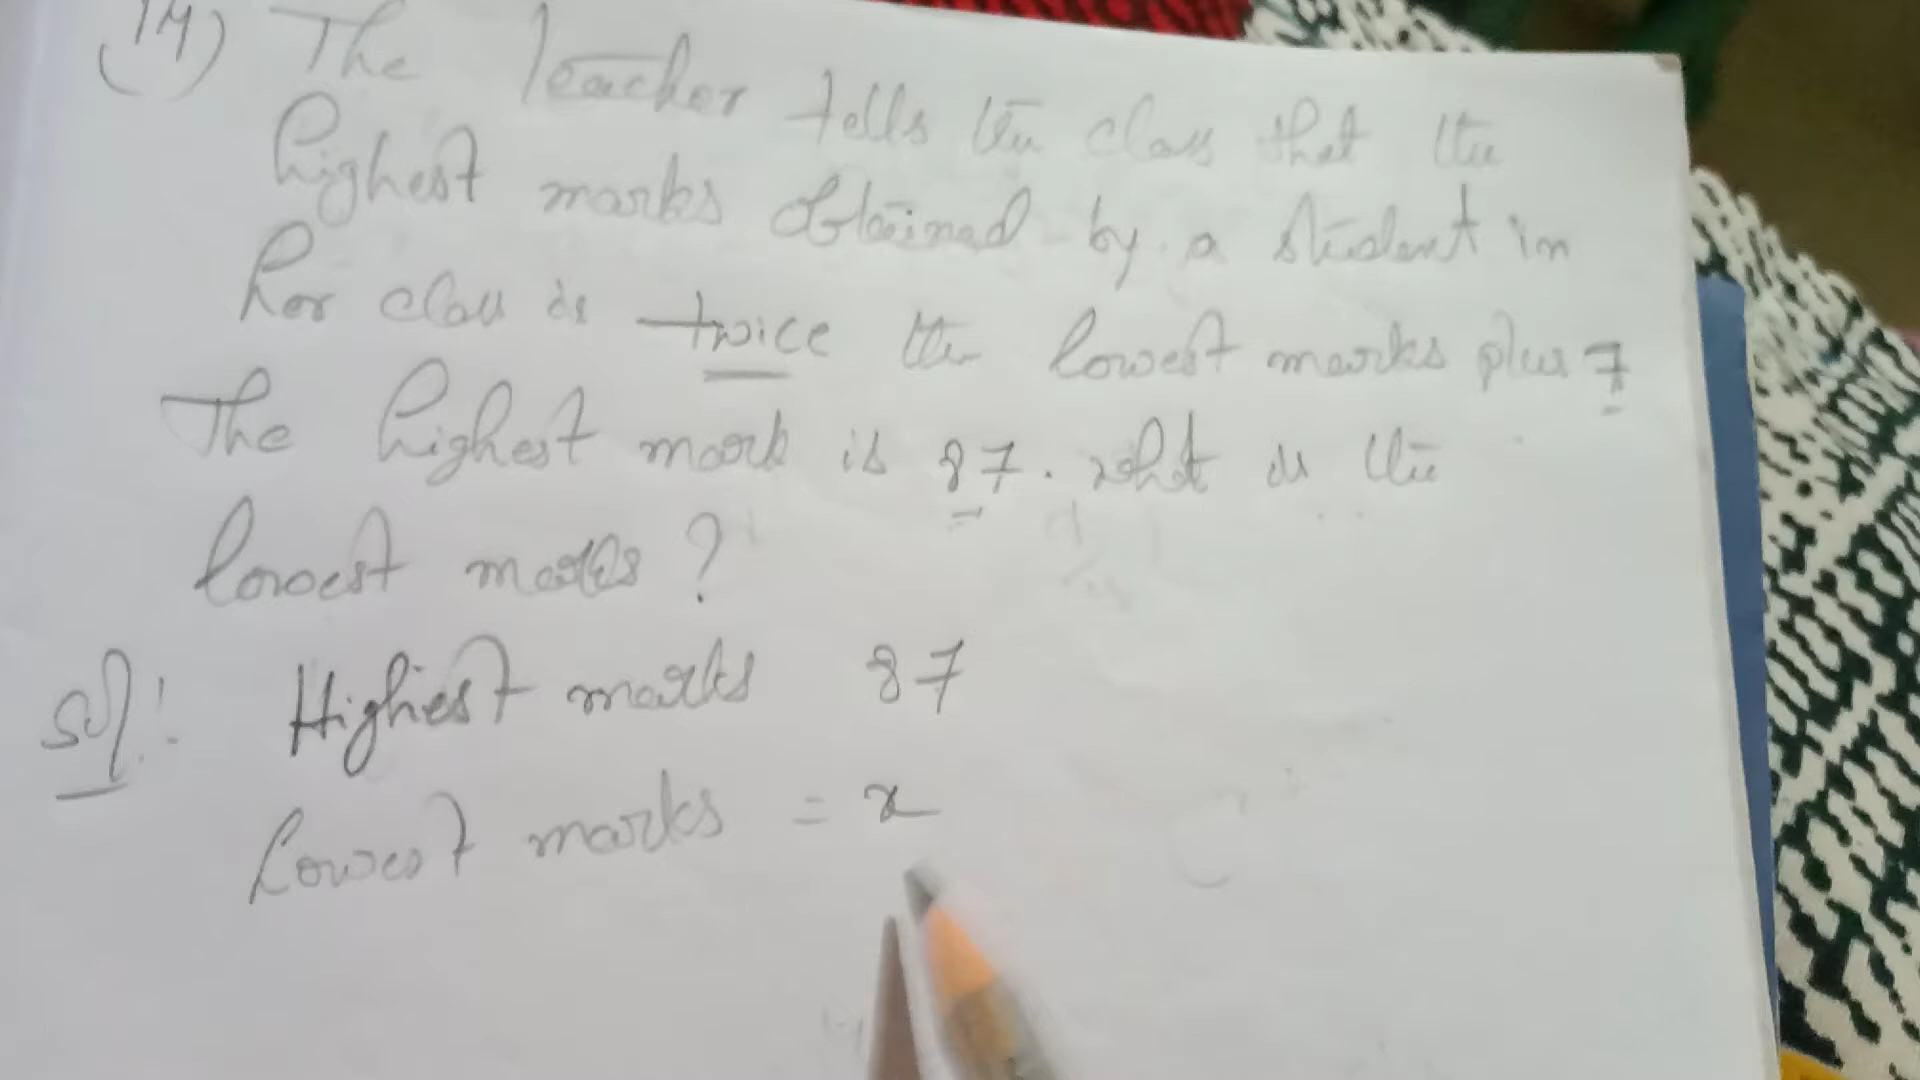 (14) The Teacher tells the class that the
highest marks obtained by a student in
her class is twice the lowest marks plus 7
The highest mark is 87. what is the
lowest marks?
Sol: Highest marks 87
Lowest marks = x